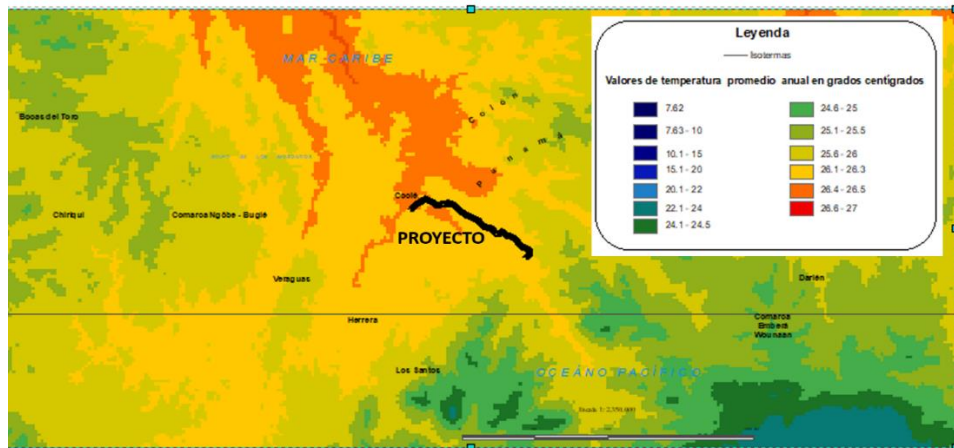 Leyenda
Isotermas
Valores de temperatura promedio anual en grados centígrados
7.62
7.63 - 10
10.1 - 15
15.1 - 20
20.1 - 22
22.1 - 24
24.1 - 24.5
24.6 - 25
25.1 - 25.5
25.6 - 26
26.1 - 26.3
26.4 - 26.5
26.6 - 27
MAR CARIBE
Colón
Bocas del Toro
Panamá
Coclé
Chiriquí
Comarca Ngöbe - Buglé
PROYECTO
Veraguas
Darién
Herrera
Comarca
Emberá
Wounaan
Los Santos
OCEÁNO PACÍFICO